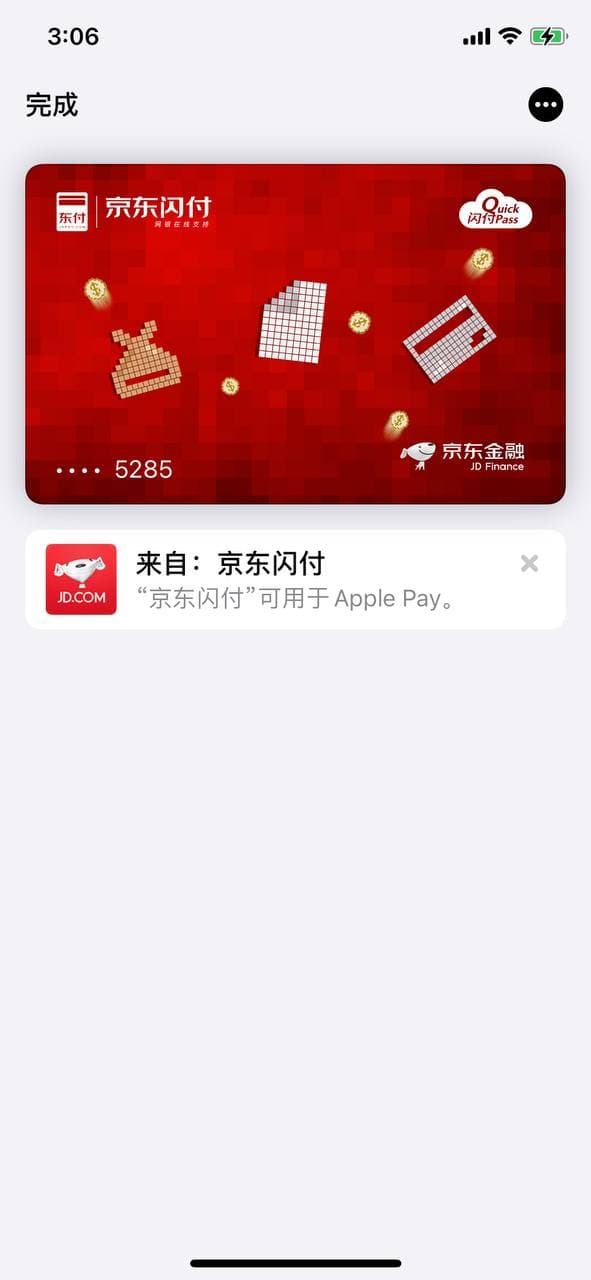 3:06
完成
东付
京东闪付
网银在线支持
Quick
闪付Pass
京东金融
JD Finance
•••• 5285
JD.COM
来自：京东闪付
“京东闪付”可用于 Apple Pay。